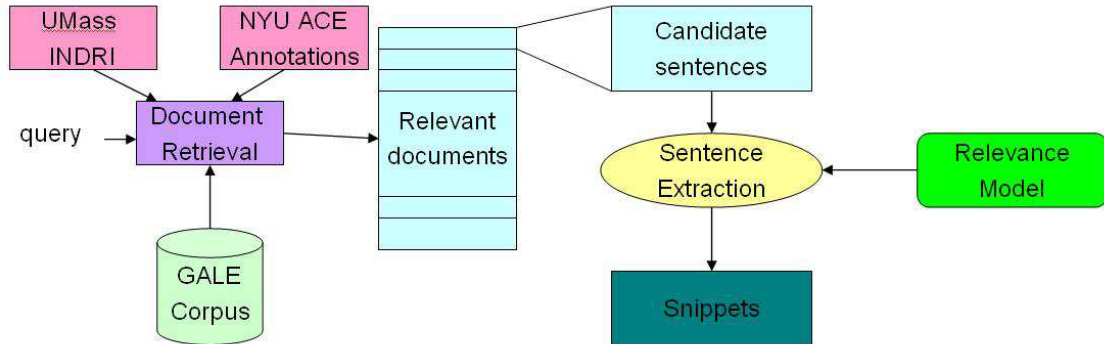 UMass
INDRI
NYU ACE
Annotations
query
Document
Retrieval
GALE
Corpus
Relevant
documents
Candidate
sentences
Sentence
Extraction
Relevance
Model
Snippets